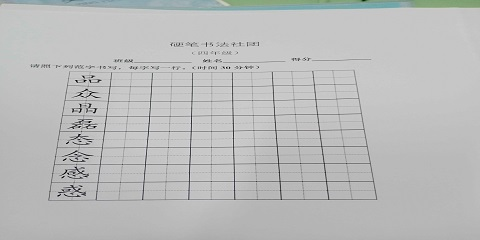 硬笔书法社团
（四年级）
班级 姓名 得分
请照下列范字书写，每字写一行。（时间30分钟）
品
众
晶
磊
态
念
感
惑